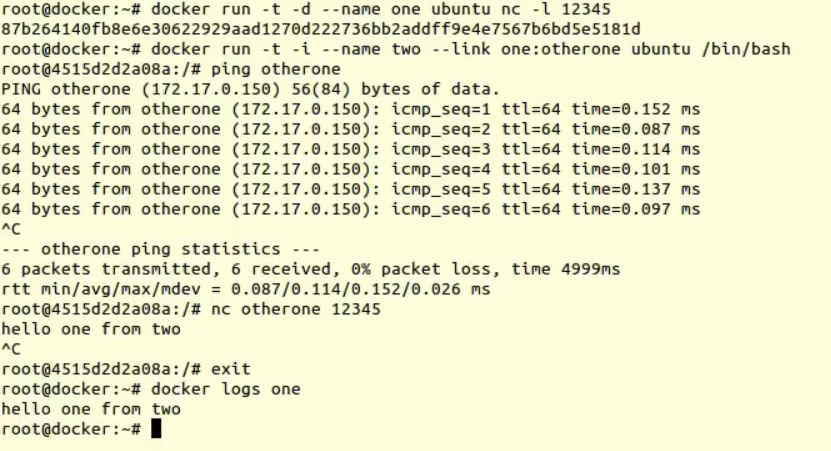 root@docker:~# docker run -t -d --name one ubuntu nc -l 12345
87b264140fb8e6e30622929aad1270d222736bb2addff9e4e7567b6bd5e5181d
root@docker:~# docker run -t -i --name two --link one:otherone ubuntu /bin/bash
root@4515d2d2a08a:/# ping otherone
PING otherone (172.17.0.150) 56(84) bytes of data.
64 bytes from otherone (172.17.0.150): icmp_seq=1 ttl=64 time=0.152 ms
64 bytes from otherone (172.17.0.150): icmp_seq=2 ttl=64 time=0.087 ms
64 bytes from otherone (172.17.0.150): icmp_seq=3 ttl=64 time=0.114 ms
64 bytes from otherone (172.17.0.150): icmp_seq=4 ttl=64 time=0.101 ms
64 bytes from otherone (172.17.0.150): icmp_seq=5 ttl=64 time=0.137 ms
64 bytes from otherone (172.17.0.150): icmp_seq=6 ttl=64 time=0.097 ms
^C
--- otherone ping statistics ---
6 packets transmitted, 6 received, 0% packet loss, time 4999ms
rtt min/avg/max/mdev = 0.087/0.114/0.152/0.026 ms
root@4515d2d2a08a:/# nc otherone 12345
hello one from two
^C
root@4515d2d2a08a:/# exit
root@docker:~# docker logs one
hello one from two
root@docker:~#